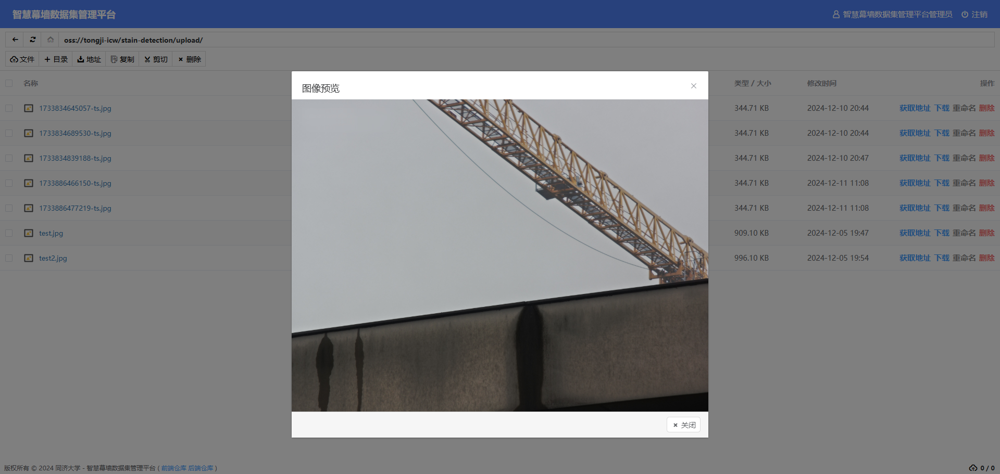 智慧幕墙数据集管理平台
智慧幕墙数据集管理平台管理员 注销
oss://tongji-icw/stain-detection/upload/
文件 目录 地址 复制 剪切 删除
名称 类型 / 大小 修改时间 操作
1733834645057-ts.jpg 344.71 KB 2024-12-10 20:44 获取地址 下载 重命名 删除
1733834689530-ts.jpg 344.71 KB 2024-12-10 20:44 获取地址 下载 重命名 删除
1733834839188-ts.jpg 344.71 KB 2024-12-10 20:47 获取地址 下载 重命名 删除
1733886466150-ts.jpg 344.71 KB 2024-12-11 11:08 获取地址 下载 重命名 删除
1733886477219-ts.jpg 344.71 KB 2024-12-11 11:08 获取地址 下载 重命名 删除
test.jpg 909.10 KB 2024-12-05 19:47 获取地址 下载 重命名 删除
test2.jpg 996.10 KB 2024-12-05 19:54 获取地址 下载 重命名 删除
图像预览
关闭
版权所有 © 2024 同济大学 - 智慧幕墙数据集管理平台 ( 前端仓库 后端仓库 )
0 / 0